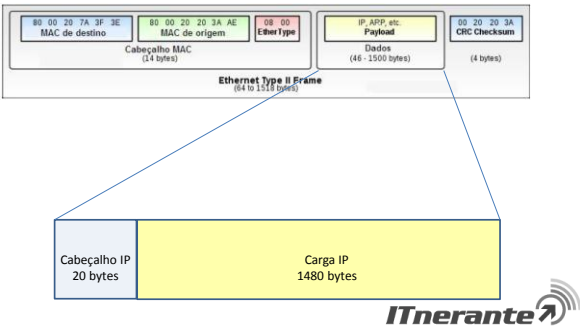 80 00 20 7A 3F 3E
MAC de destino
80 00 20 20 3A AE
MAC de origem
08 00
EtherType
IP, ARP, etc.
Payload
00 20 20 3A
CRC Checksum
Cabeçalho MAC
(14 bytes)
Dados
(46 - 1500 bytes)
(4 bytes)
Ethernet Type II Frame
(64 to 1518 bytes)
Cabeçalho IP
20 bytes
Carga IP
1480 bytes
ITnerante